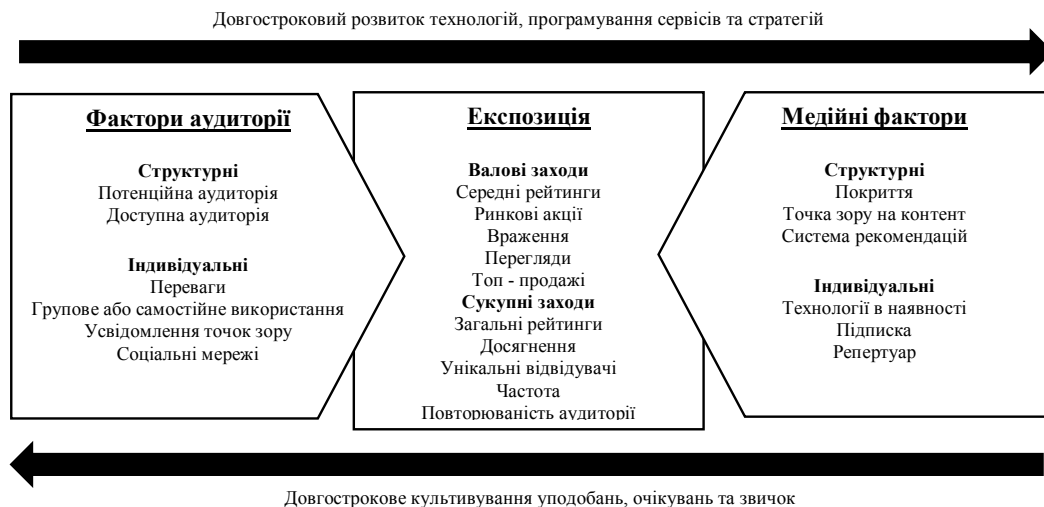 Довгостроковий розвиток технологій, програмування сервісів та стратегій
Фактори аудиторії
Структурні
Потенційна аудиторія
Доступна аудиторія
Індивідуальні
Переваги
Групове або самостійне використання
Усвідомлення точок зору
Соціальні мережі
Експозиція
Валові заходи
Середні рейтинги
Ринкові акції
Враження
Перегляди
Топ - продажі
Сукупні заходи
Загальні рейтинги
Досягнення
Унікальні відвідувачі
Частота
Повторюваність аудиторії
Медійні фактори
Структурні
Покриття
Точка зору на контент
Система рекомендацій
Індивідуальні
Технології в наявності
Підписка
Репертуар
Довгострокове культивування уподобань, очікувань та звичок